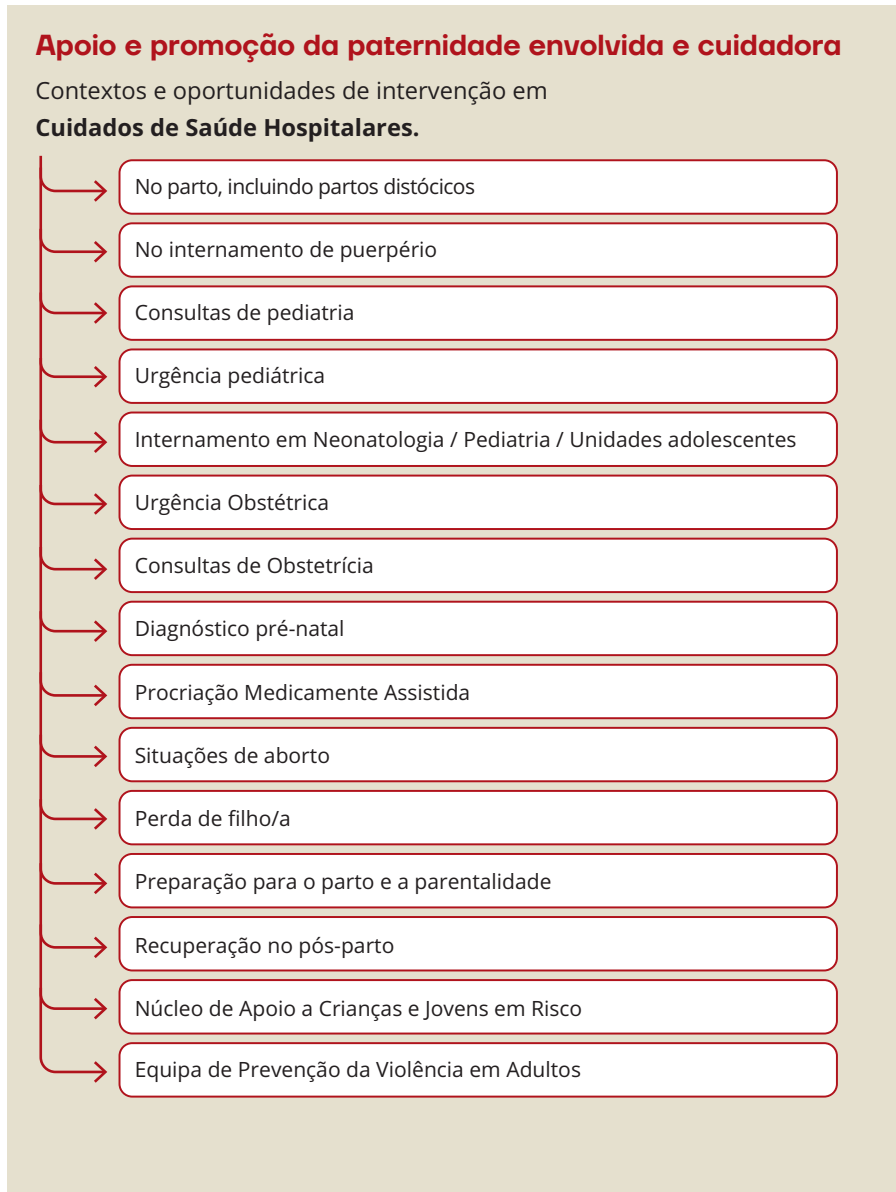 Apoio e promoção da paternidade envolvida e cuidadora
Contextos e oportunidades de intervenção em
Cuidados de Saúde Hospitalares.
No parto, incluindo partos distócicos
No internamento de puerpério
Consultas de pediatria
Urgência pediátrica
Internamento em Neonatologia / Pediatria / Unidades adolescentes
Urgência Obstétrica
Consultas de Obstetrícia
Diagnóstico pré-natal
Procriação Medicamente Assistida
Situações de aborto
Perda de filho/a
Preparação para o parto e a parentalidade
Recuperação no pós-parto
Núcleo de Apoio a Crianças e Jovens em Risco
Equipa de Prevenção da Violência em Adultos